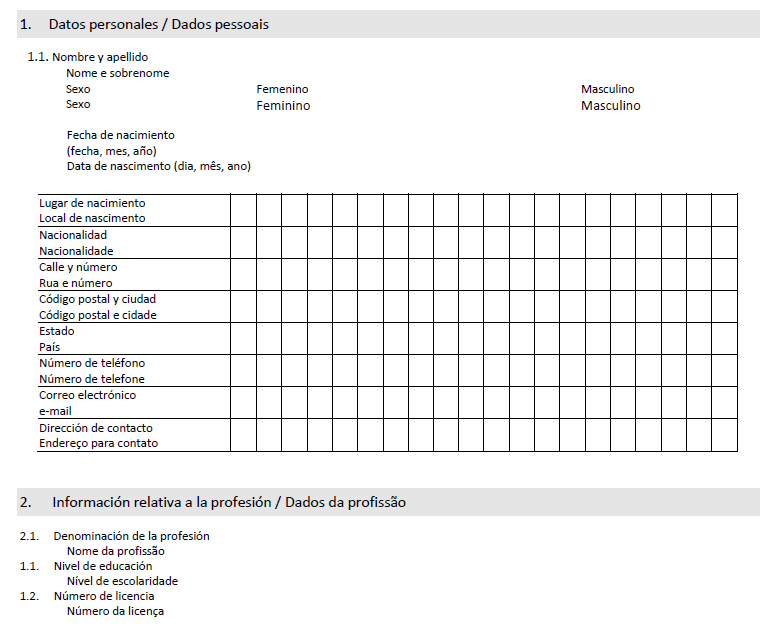 1. Datos personales / Dados pessoais
1.1. Nombre y apellido
Nome e sobrenome
Sexo Femenino Masculino
Sexo Feminino Masculino
Fecha de nacimiento
(fecha, mes, año)
Data de nascimento (dia, mês, ano)
Lugar de nacimiento
Local de nascimento
Nacionalidad
Nacionalidade
Calle y número
Rua e número
Código postal y ciudad
Código postal e cidade
Estado
País
Número de teléfono
Número de telefone
Correo electrónico
e-mail
Dirección de contacto
Endereço para contato
2. Información relativa a la profesión / Dados da profissão
2.1. Denominación de la profesión
Nome da profissão
1.1. Nivel de educación
Nível de escolaridade
1.2. Número de licencia
Número da licença